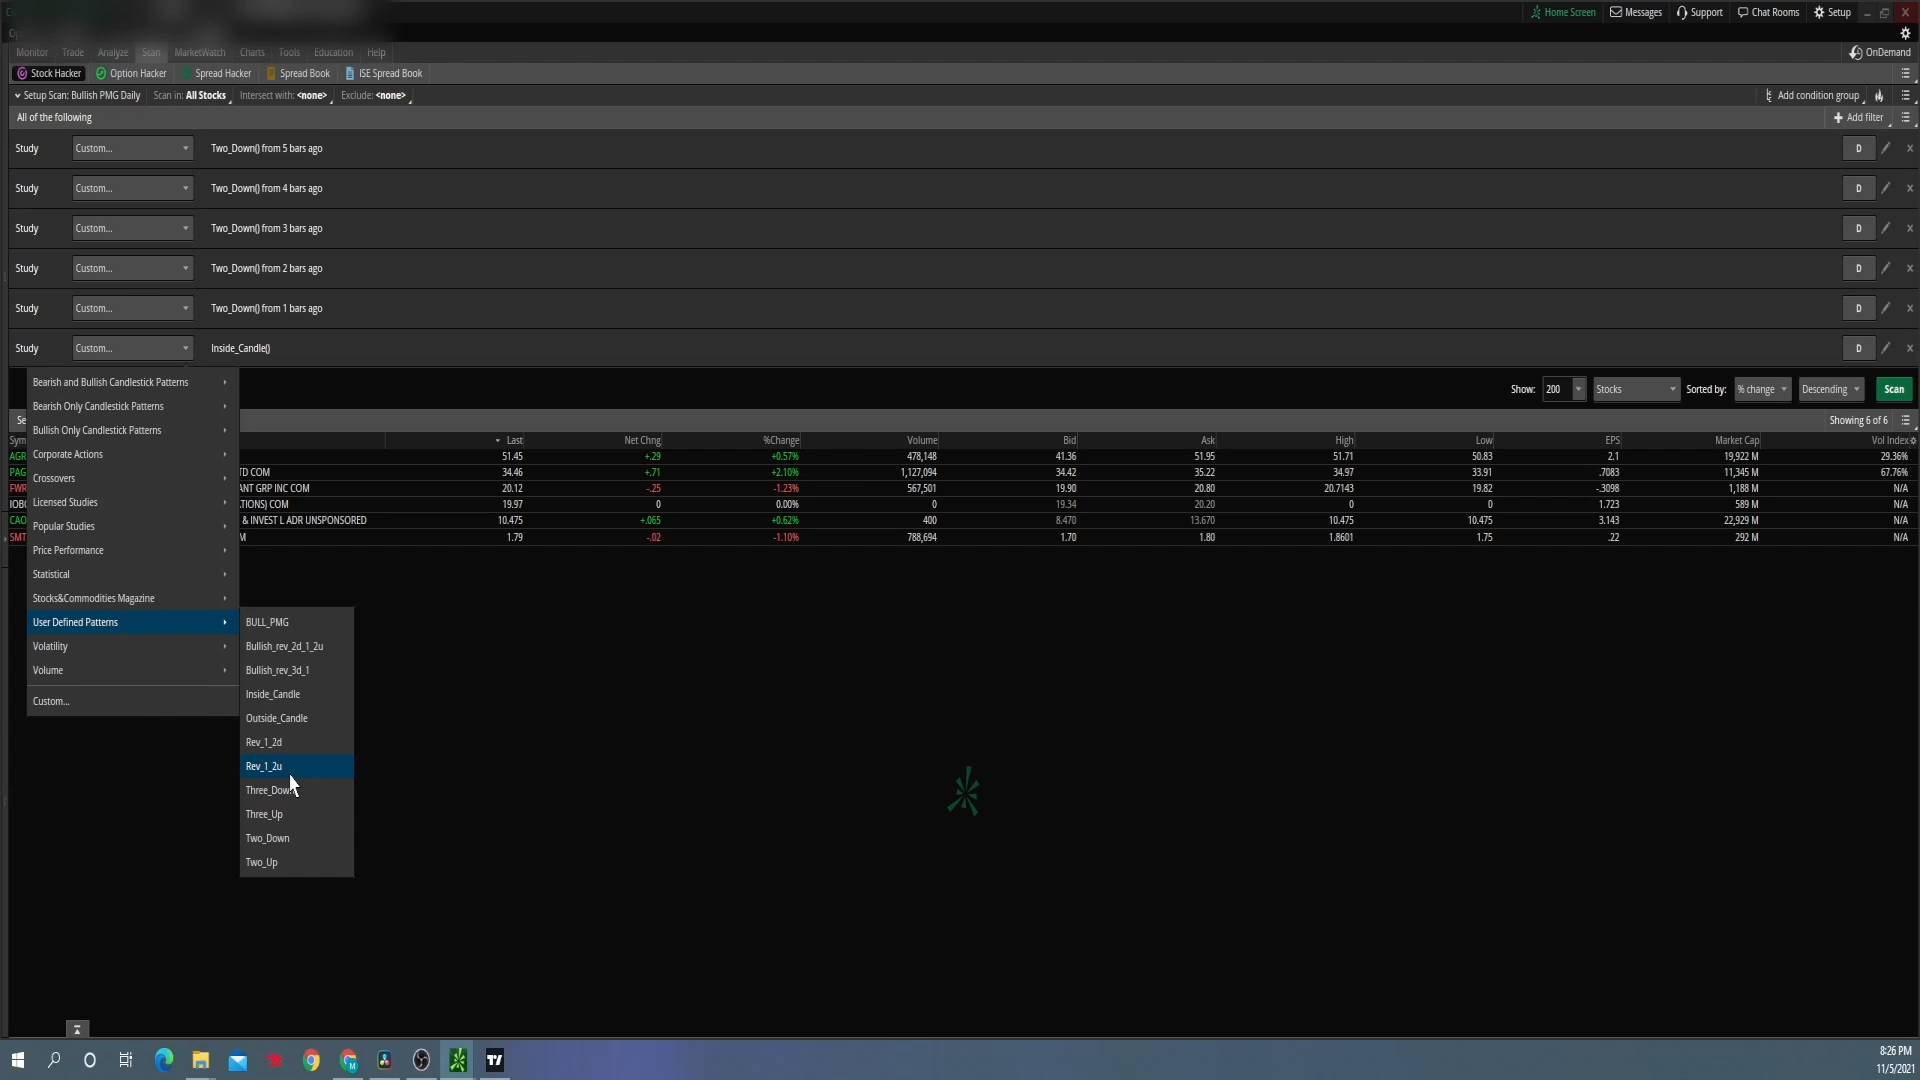 Home Screen Messages Support Chat Rooms Setup
Monitor Trade Analyze Scan MarketWatch Charts Tools Education Help OnDemand
Stock Hacker Option Hacker Spread Hacker Spread Book ISE Spread Book
Setup Scan: Bullish PMG Daily Scan in: All Stocks Intersect with: <none> Exclude: <none> Add condition group
All of the following Add filter
Study Custom... Two_Down() from 5 bars ago D
Study Custom... Two_Down() from 4 bars ago D
Study Custom... Two_Down() from 3 bars ago D
Study Custom... Two_Down() from 2 bars ago D
Study Custom... Two_Down() from 1 bars ago D
Study Custom... Inside_Candle() D
Show: 200 Stocks Sorted by: % change Descending Scan
Showing 6 of 6
Last Net Chng %Change Volume Bid Ask High Low EPS Market Cap Vol Index
AGR 51.45 +.29 +0.57% 478,148 41.36 51.95 51.71 50.83 2.1 19,922 M 29.36%
PAG TD COM 34.46 +.71 +2.10% 1,127,094 34.42 35.22 34.97 33.91 .7083 11,345 M 67.76%
FWR ANT GRP INC COM 20.12 -.25 -1.23% 567,501 19.90 20.80 20.7143 19.82 -.3098 1,188 M N/A
IOBC TIONS) COM 19.97 0 0.00% 0 19.34 20.20 0 0 1.723 589 M N/A
CAO & INVEST L ADR UNSPONSORED 10.475 +.065 +0.62% 400 8.470 13.670 10.475 10.475 3.143 22,929 M N/A
SMT M 1.79 -.02 -1.10% 788,694 1.70 1.80 1.8601 1.75 .22 292 M N/A
Bearish and Bullish Candlestick Patterns
Bearish Only Candlestick Patterns
Bullish Only Candlestick Patterns
Corporate Actions
Crossovers
Licensed Studies
Popular Studies
Price Performance
Statistical
Stocks&Commodities Magazine
User Defined Patterns
Volatility
Volume
Custom...
BULL_PMG
Bullish_rev_2d_1_2u
Bullish_rev_3d_1
Inside_Candle
Outside_Candle
Rev_1_2d
Rev_1_2u
Three_Down
Three_Up
Two_Down
Two_Up
8:26 PM
11/5/2021